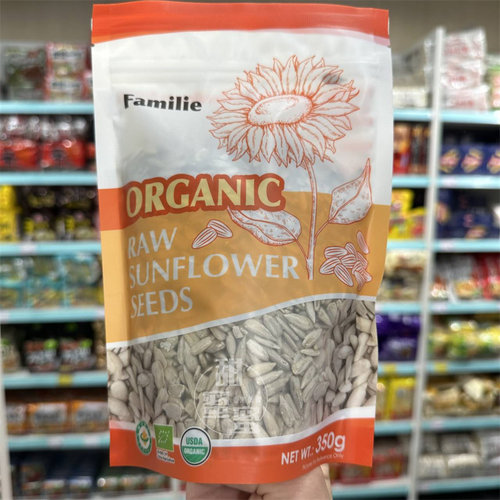 Familie
ORGANIC
RAW
SUNFLOWER
SEEDS
USDA
ORGANIC
NET WT.: 350g